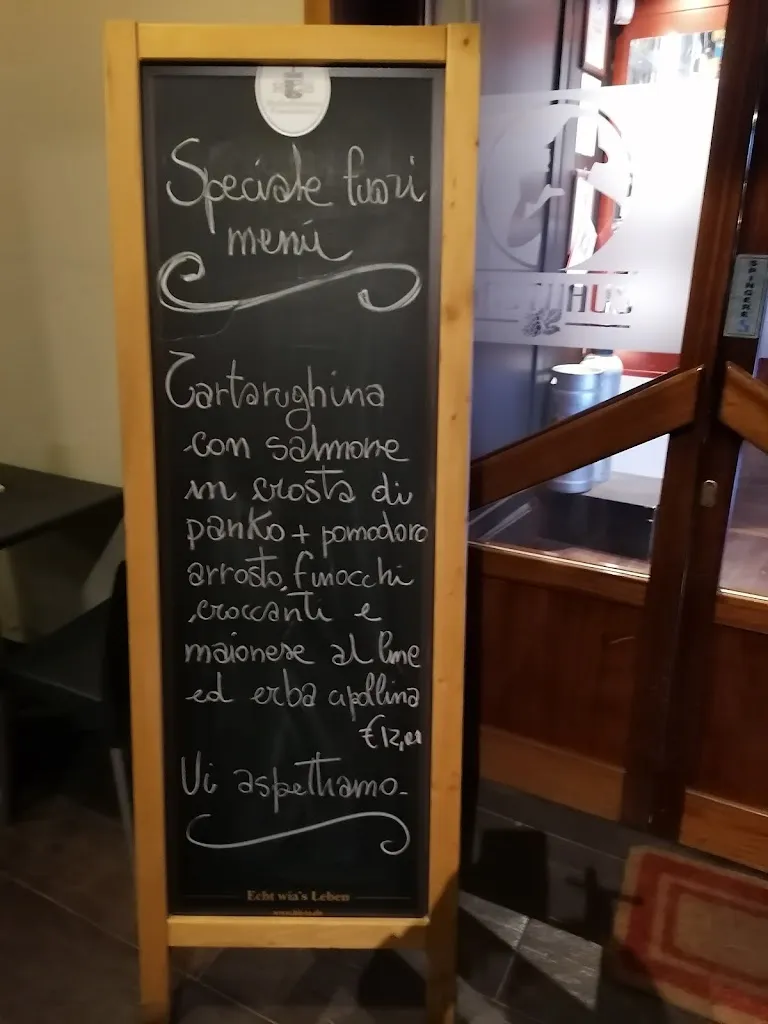 Speciale fuori
menù
Tartarughina
con salmone
in crosta di
panko + pomodoro
arrosto, finocchi
croccanti e
maionese al lime
ed erba cipollina
€12,00
Vi aspettiamo.
Echt wia's Leben
SPINGERE